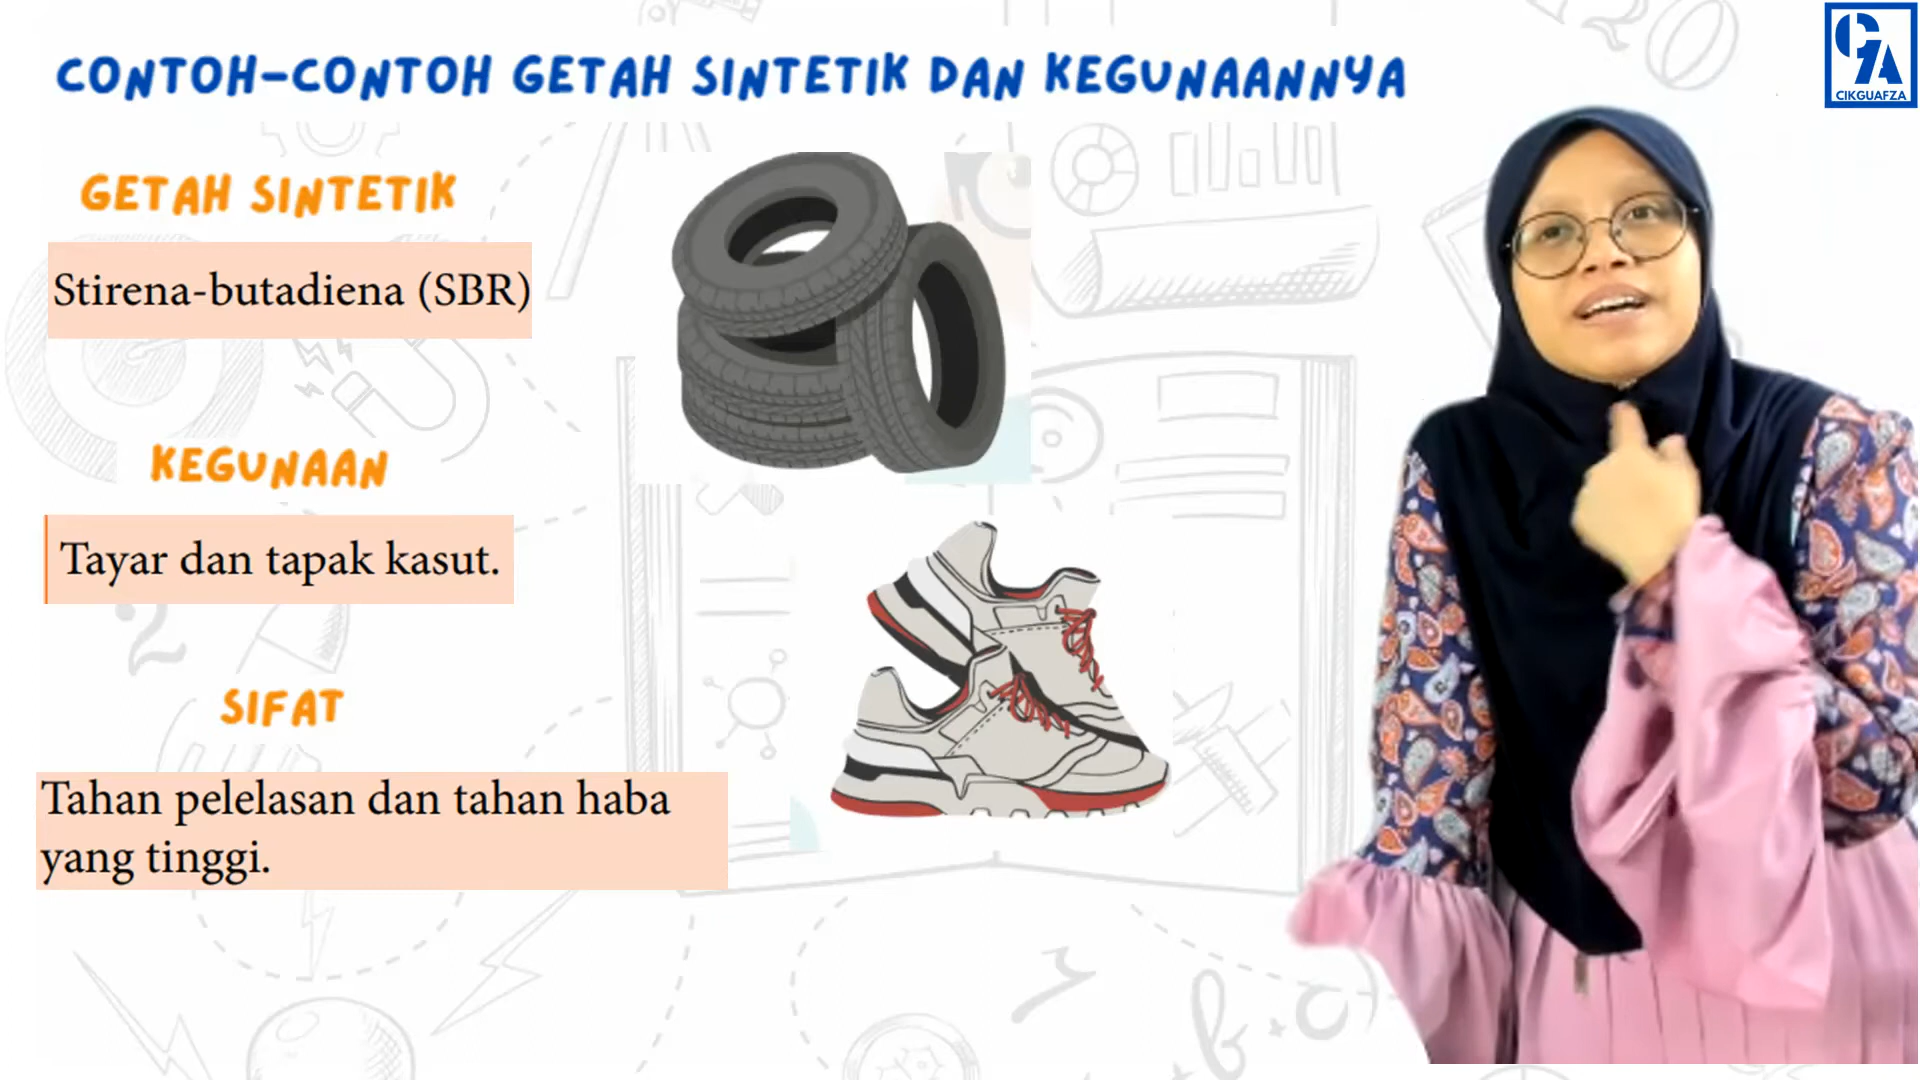 CONTOH-CONTOH GETAH SINTETIK DAN KEGUNAANNYA
CIKGUAFZA
GETAH SINTETIK
Stirena-butadiena (SBR)
KEGUNAAN
Tayar dan tapak kasut.
SIFAT
Tahan pelelasan dan tahan haba
yang tinggi.